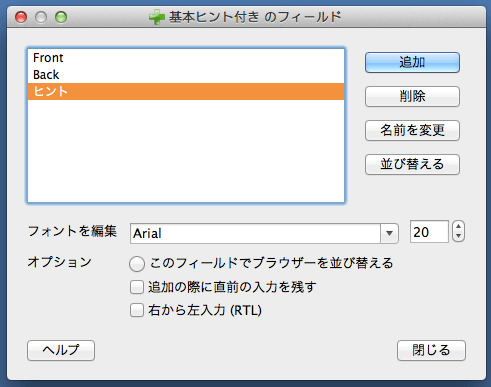 基本ヒント付き のフィールド
Front
Back
ヒント
追加
削除
名前を変更
並び替える
フォントを編集 Arial 20
オプション このフィールドでブラウザーを並び替える
追加の際に直前の入力を残す
右から左入力 (RTL)
ヘルプ 閉じる